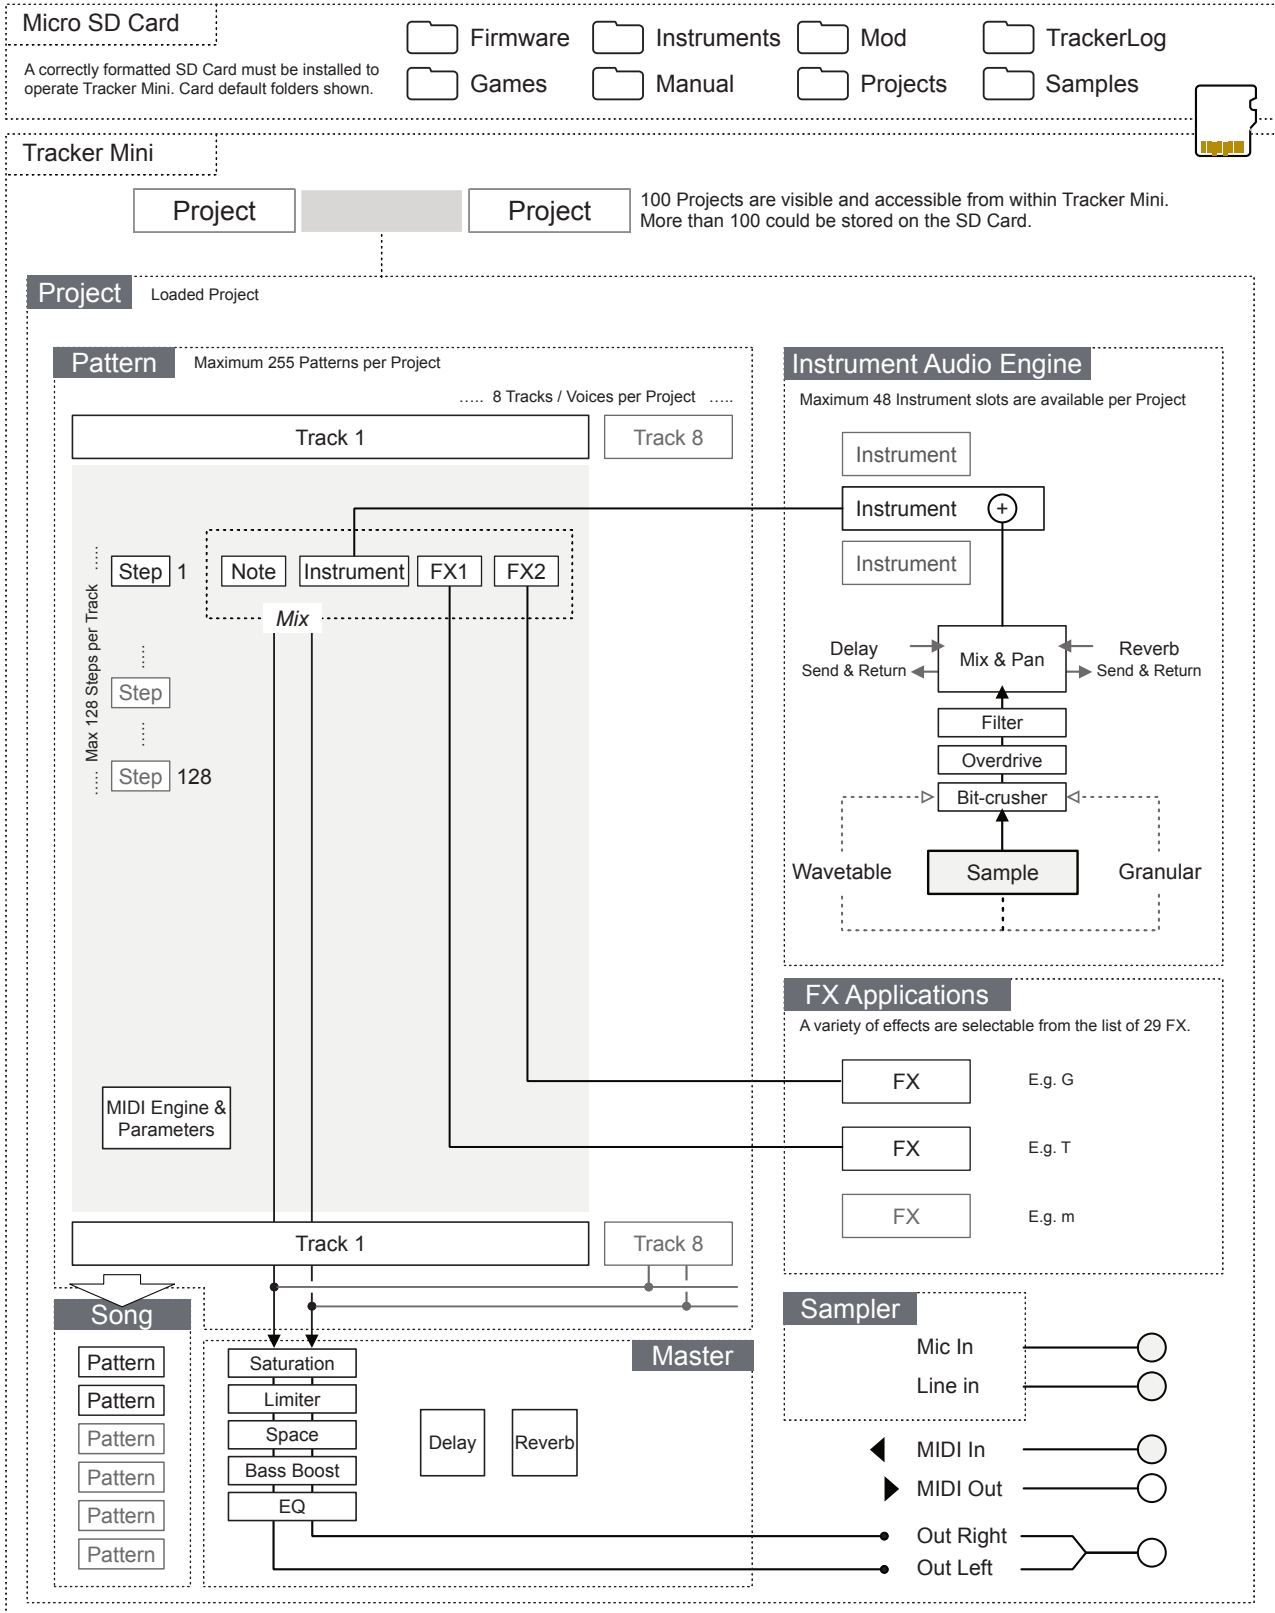 Micro SD Card
A correctly formatted SD Card must be installed to
operate Tracker Mini. Card default folders shown.
Firmware
Instruments
Mod
TrackerLog
Games
Manual
Projects
Samples
Tracker Mini
Project
Project
100 Projects are visible and accessible from within Tracker Mini.
More than 100 could be stored on the SD Card.
Project
Loaded Project
Pattern
Maximum 255 Patterns per Project
..... 8 Tracks / Voices per Project .....
Track 1
Track 8
..... Max 128 Steps per Track .....
Step 1
Note
Instrument
FX1
FX2
Mix
.....
Step
.....
Step 128
MIDI Engine &
Parameters
Track 1
Track 8
Instrument Audio Engine
Maximum 48 Instrument slots are available per Project
Instrument
Instrument +
Instrument
Delay
Send & Return
Mix & Pan
Reverb
Send & Return
Filter
Overdrive
Bit-crusher
Wavetable
Sample
Granular
FX Applications
A variety of effects are selectable from the list of 29 FX.
FX
E.g. G
FX
E.g. T
FX
E.g. m
Song
Pattern
Pattern
Pattern
Pattern
Pattern
Pattern
Master
Saturation
Limiter
Space
Bass Boost
EQ
Delay
Reverb
Sampler
Mic In
Line in
MIDI In
MIDI Out
Out Right
Out Left